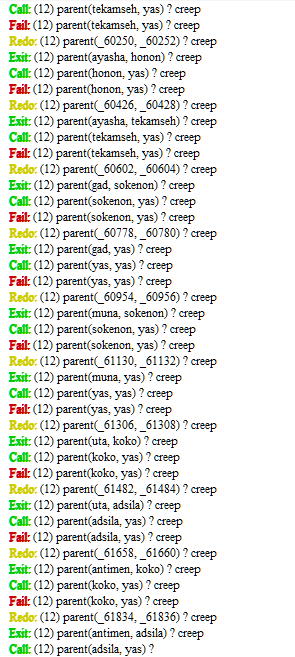 Call: (12) parent(tekamseh, yas) ? creep
Fail: (12) parent(tekamseh, yas) ? creep
Redo: (12) parent(_60250, _60252) ? creep
Exit: (12) parent(ayasha, honon) ? creep
Call: (12) parent(honon, yas) ? creep
Fail: (12) parent(honon, yas) ? creep
Redo: (12) parent(_60426, _60428) ? creep
Exit: (12) parent(ayasha, tekamseh) ? creep
Call: (12) parent(tekamseh, yas) ? creep
Fail: (12) parent(tekamseh, yas) ? creep
Redo: (12) parent(_60602, _60604) ? creep
Exit: (12) parent(gad, sokenon) ? creep
Call: (12) parent(sokenon, yas) ? creep
Fail: (12) parent(sokenon, yas) ? creep
Redo: (12) parent(_60778, _60780) ? creep
Exit: (12) parent(gad, yas) ? creep
Call: (12) parent(yas, yas) ? creep
Fail: (12) parent(yas, yas) ? creep
Redo: (12) parent(_60954, _60956) ? creep
Exit: (12) parent(muna, sokenon) ? creep
Call: (12) parent(sokenon, yas) ? creep
Fail: (12) parent(sokenon, yas) ? creep
Redo: (12) parent(_61130, _61132) ? creep
Exit: (12) parent(muna, yas) ? creep
Call: (12) parent(yas, yas) ? creep
Fail: (12) parent(yas, yas) ? creep
Redo: (12) parent(_61306, _61308) ? creep
Exit: (12) parent(uta, koko) ? creep
Call: (12) parent(koko, yas) ? creep
Fail: (12) parent(koko, yas) ? creep
Redo: (12) parent(_61482, _61484) ? creep
Exit: (12) parent(uta, adsila) ? creep
Call: (12) parent(adsila, yas) ? creep
Fail: (12) parent(adsila, yas) ? creep
Redo: (12) parent(_61658, _61660) ? creep
Exit: (12) parent(antimen, koko) ? creep
Call: (12) parent(koko, yas) ? creep
Fail: (12) parent(koko, yas) ? creep
Redo: (12) parent(_61834, _61836) ? creep
Exit: (12) parent(antimen, adsila) ? creep
Call: (12) parent(adsila, yas) ?